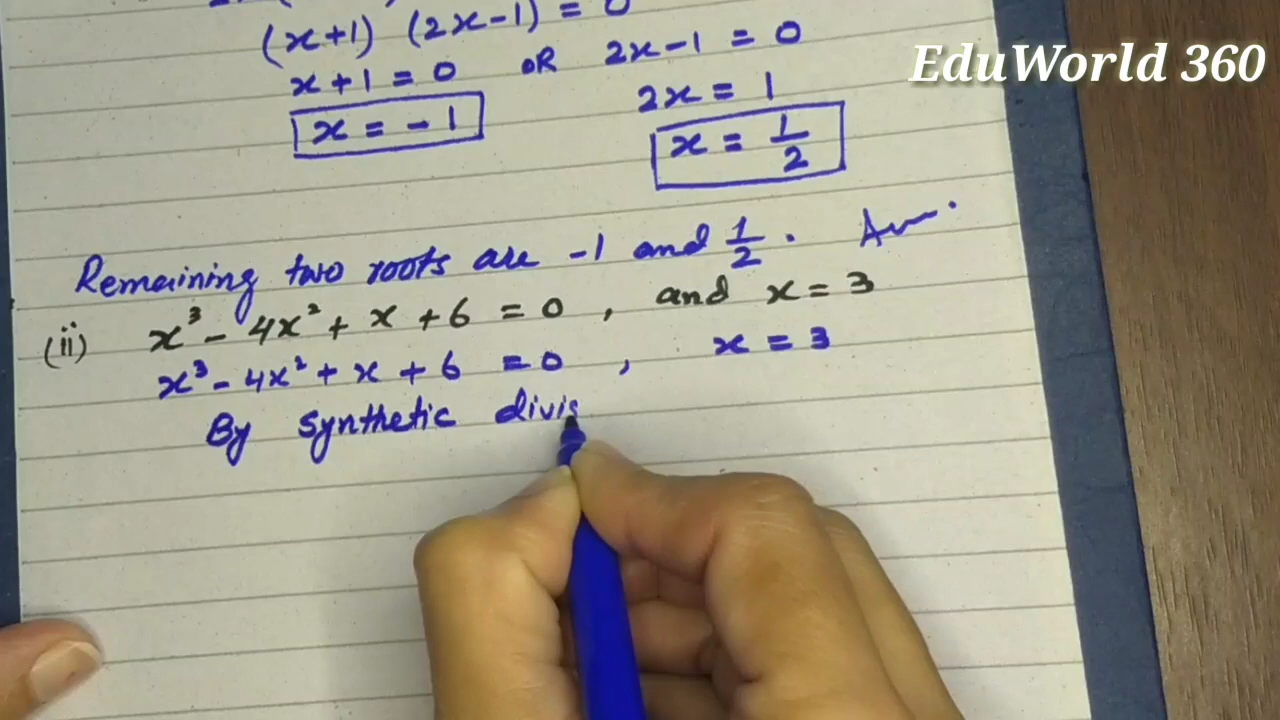 (x+1) (2x-1) = 0
x+1 = 0 OR 2x-1 = 0
2x = 1
x = -1
x = 1/2
EduWorld 360
Remaining two roots are -1 and 1/2. Ans.
(ii) x³ - 4x² + x + 6 = 0 , and x = 3
x³ - 4x² + x + 6 = 0 , x = 3
By synthetic divis